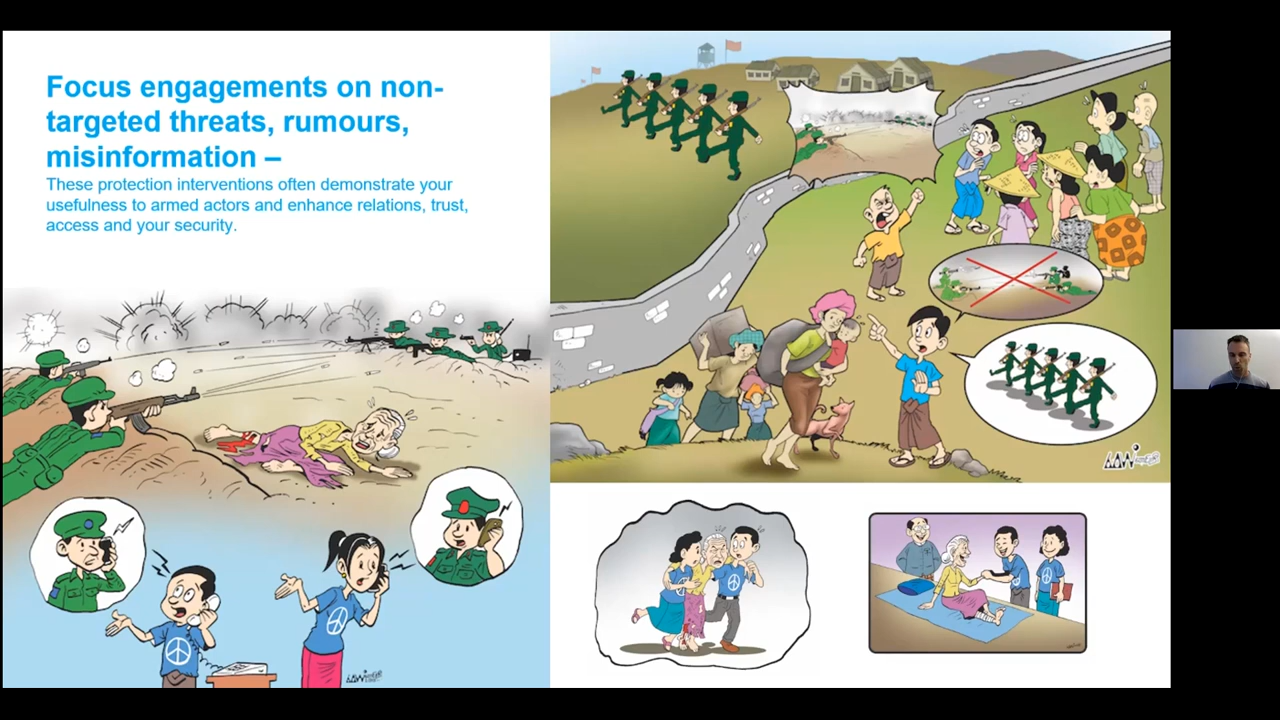 Focus engagements on non-
targeted threats, rumours,
misinformation –
These protection interventions often demonstrate your
usefulness to armed actors and enhance relations, trust,
access and your security.